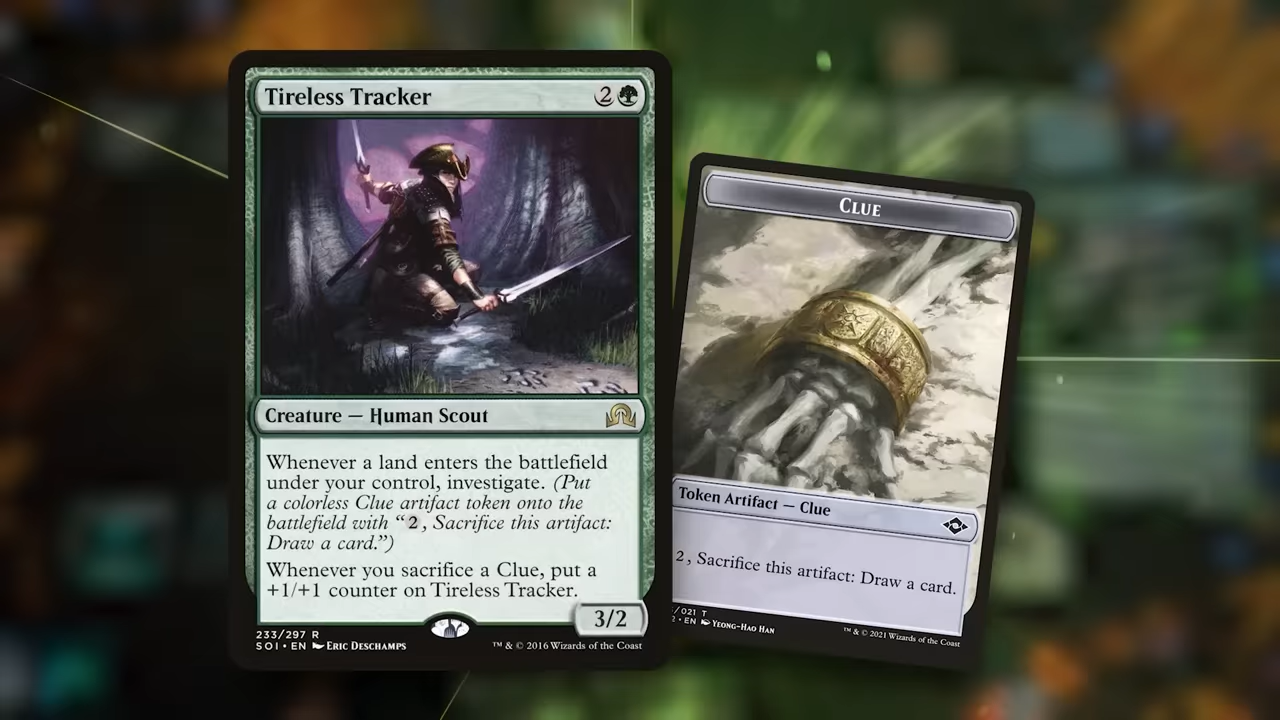 Tireless Tracker 2
Creature — Human Scout
Whenever a land enters the battlefield
under your control, investigate. (Put
a colorless Clue artifact token onto the
battlefield with “2, Sacrifice this artifact:
Draw a card.”)
Whenever you sacrifice a Clue, put a
+1/+1 counter on Tireless Tracker.
3/2
233/297 R
SOI • EN Eric Deschamps
™ & © 2016 Wizards of the Coast
Clue
Token Artifact — Clue
2, Sacrifice this artifact: Draw a card.
/021 T
2 • EN Yeong-Hao Han
™ & © 2021 Wizards of the Coast